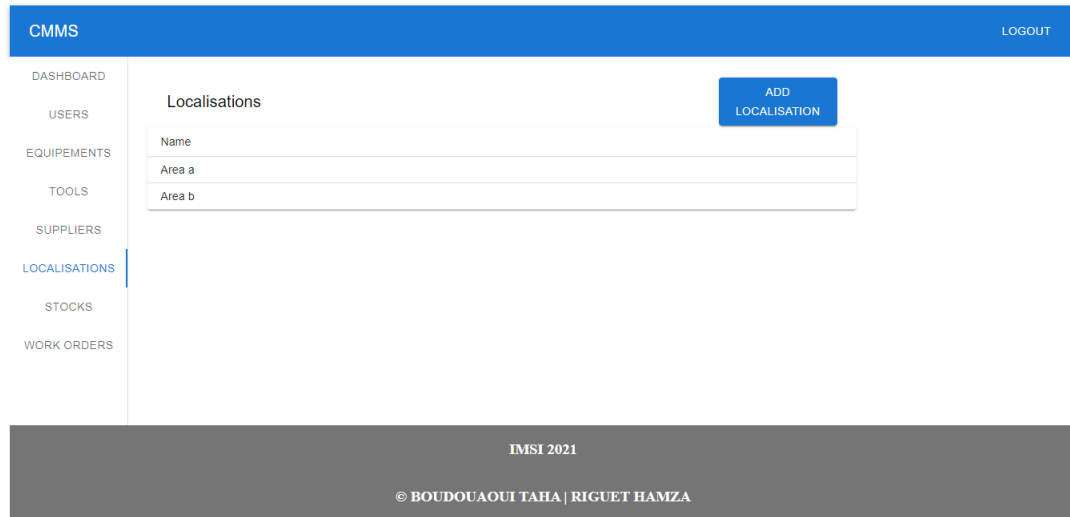 CMMS
LOGOUT
DASHBOARD
USERS
EQUIPEMENTS
TOOLS
SUPPLIERS
LOCALISATIONS
STOCKS
WORK ORDERS
Localisations
ADD
LOCALISATION
Name
Area a
Area b
IMSI 2021
© BOUDOUAOUI TAHA | RIGUET HAMZA